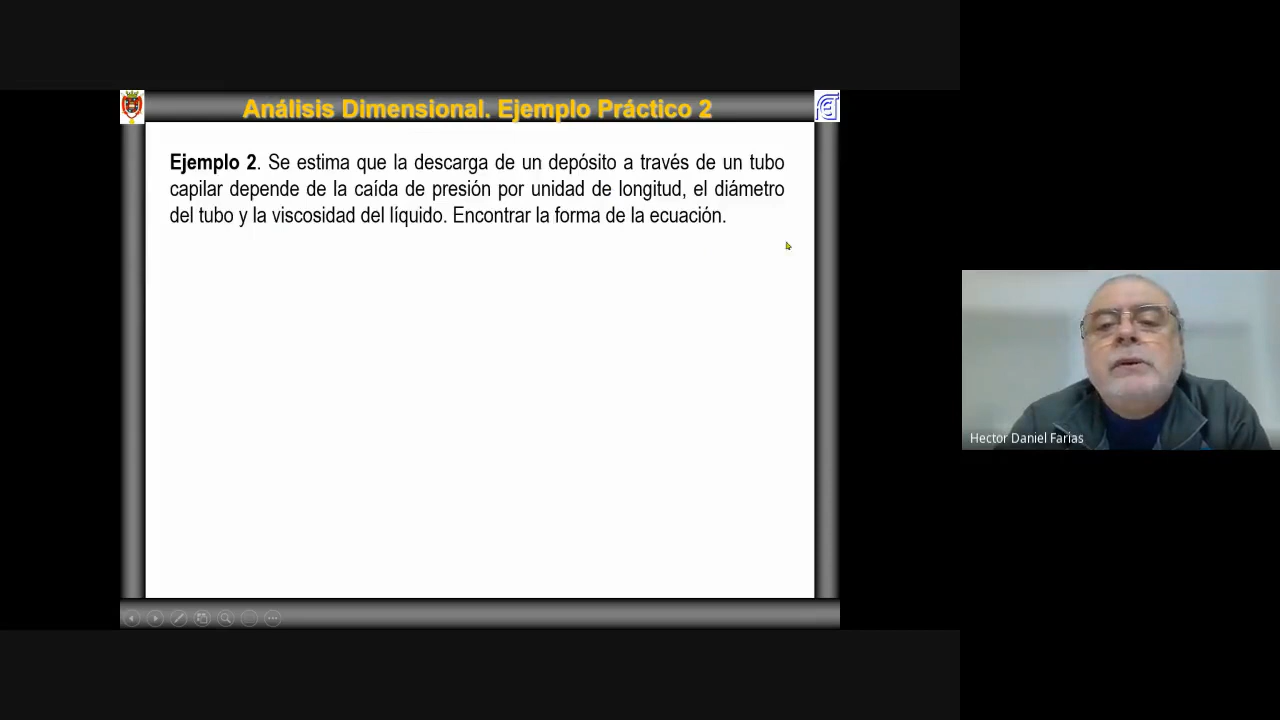 Análisis Dimensional. Ejemplo Práctico 2
Ejemplo 2. Se estima que la descarga de un depósito a través de un tubo
capilar depende de la caída de presión por unidad de longitud, el diámetro
del tubo y la viscosidad del líquido. Encontrar la forma de la ecuación.
Hector Daniel Farias